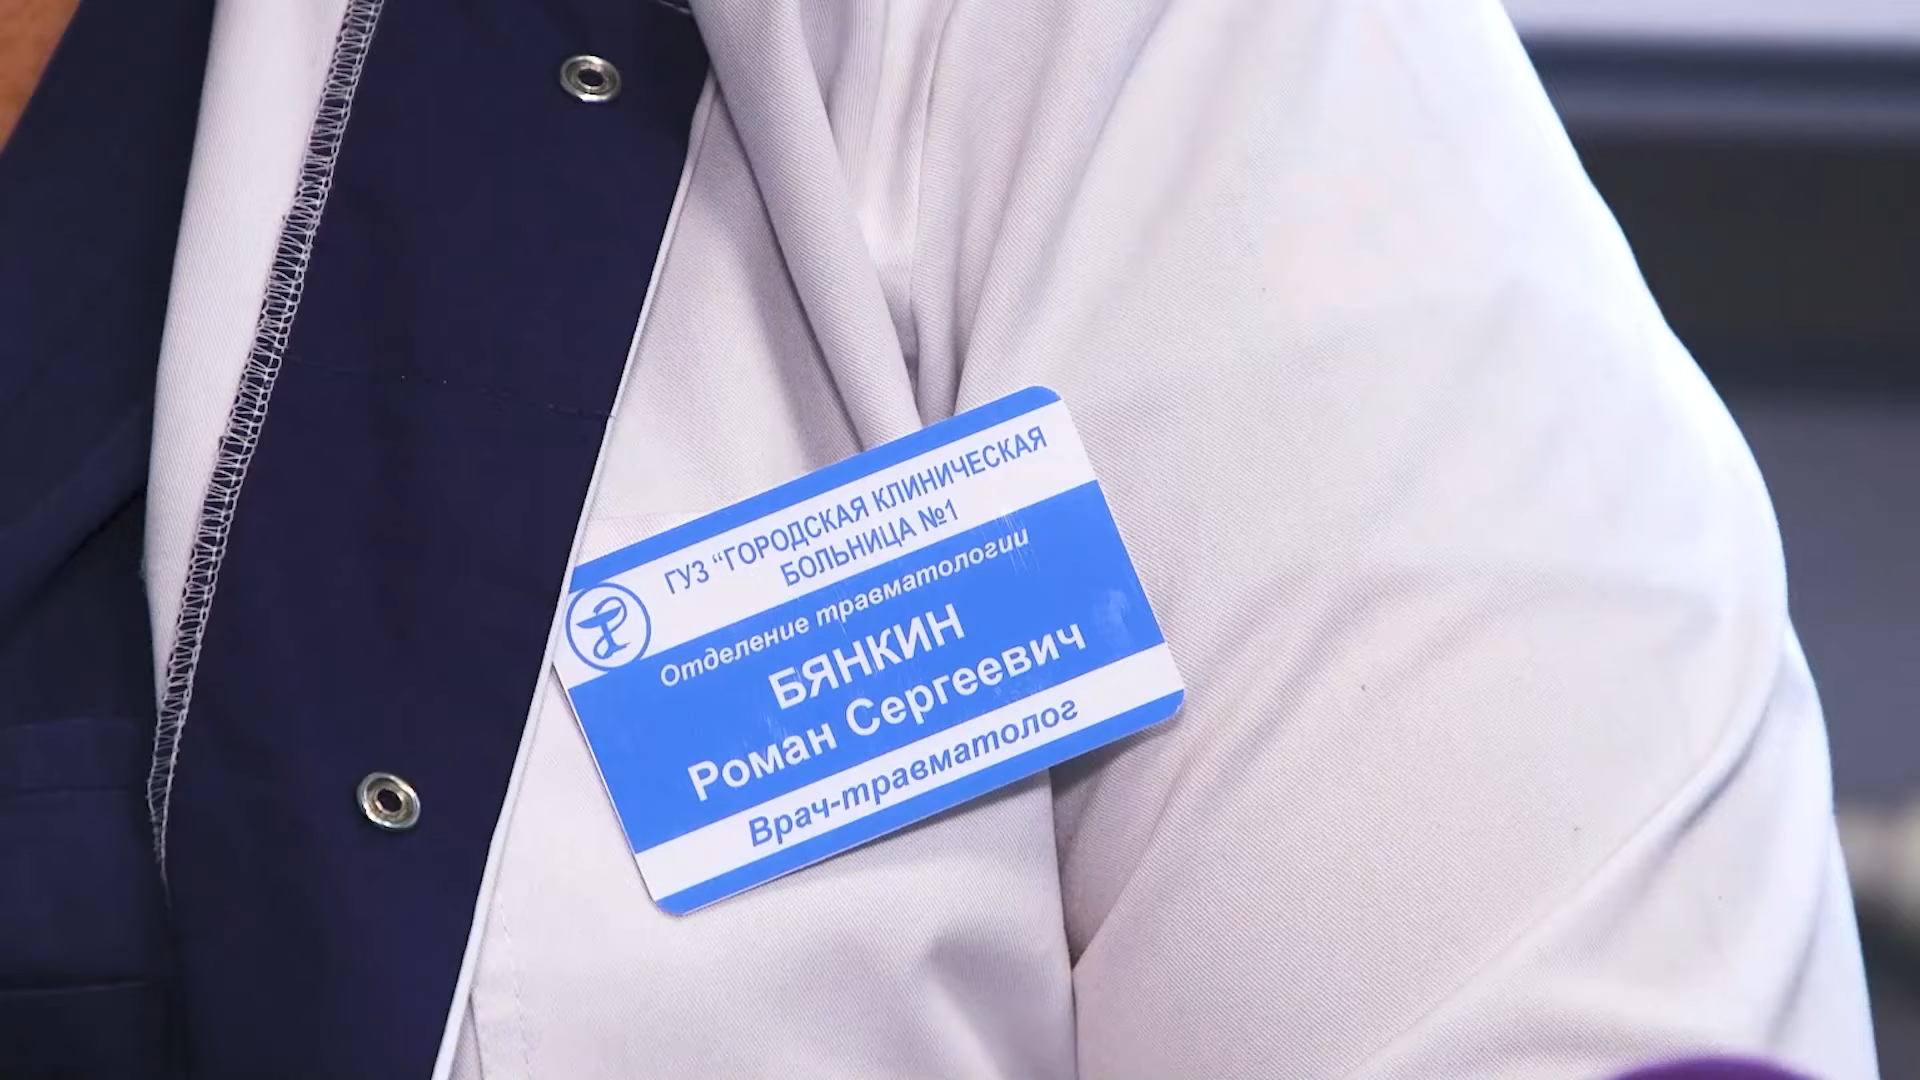 ГУЗ “ГОРОДСКАЯ КЛИНИЧЕСКАЯ
БОЛЬНИЦА №1
Отделение травматологии
БЯНКИН
Роман Сергеевич
Врач-травматолог